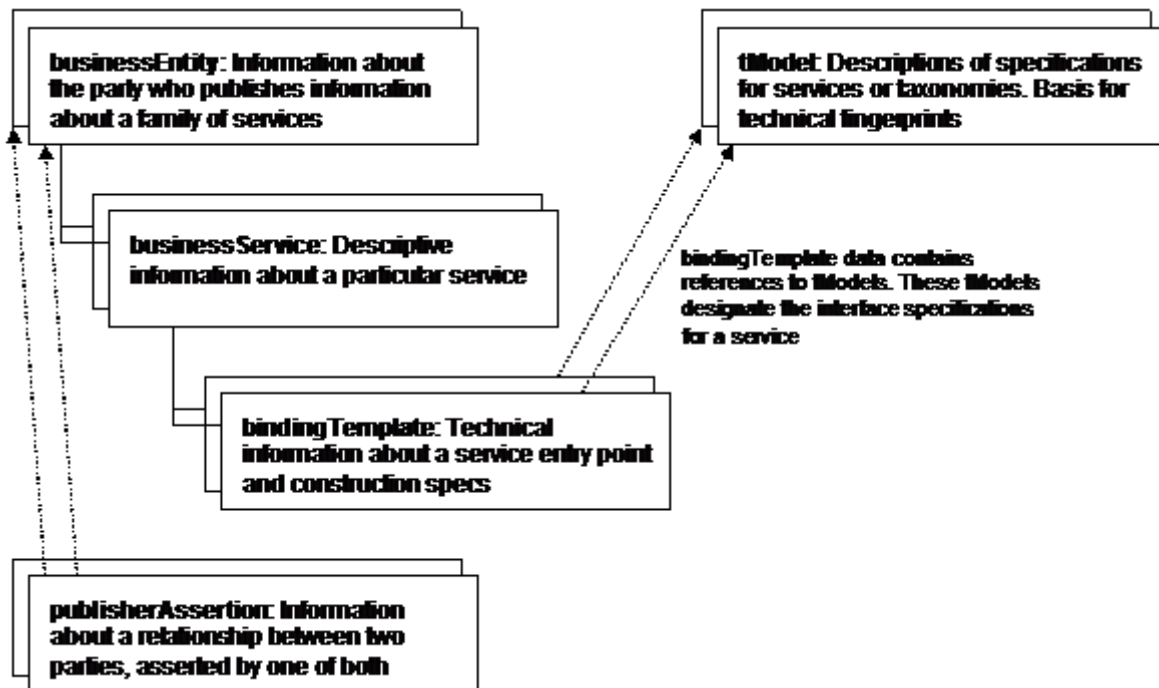 businessEntity: Information about
the party who publishes information
about a family of services
tModel: Descriptions of specifications
for services or taxonomies. Basis for
technical fingerprints
businessService: Descriptive
information about a particular service
bindingTemplate data contains
references to tModels. These tModels
designate the interface specifications
for a service
bindingTemplate: Technical
information about a service entry point
and construction specs
publisherAssertion: Information
about a relationship between two
parties, asserted by one of both